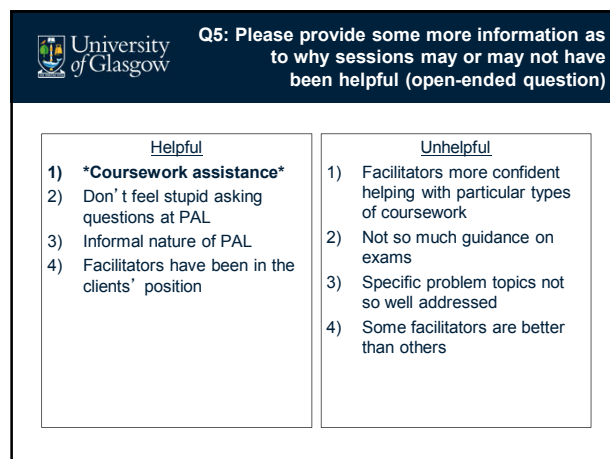 University
of Glasgow
Q5: Please provide some more information as
to why sessions may or may not have
been helpful (open-ended question)
Helpful
1) *Coursework assistance*
2) Don't feel stupid asking
questions at PAL
3) Informal nature of PAL
4) Facilitators have been in the
clients' position
Unhelpful
1) Facilitators more confident
helping with particular types
of coursework
2) Not so much guidance on
exams
3) Specific problem topics not
so well addressed
4) Some facilitators are better
than others